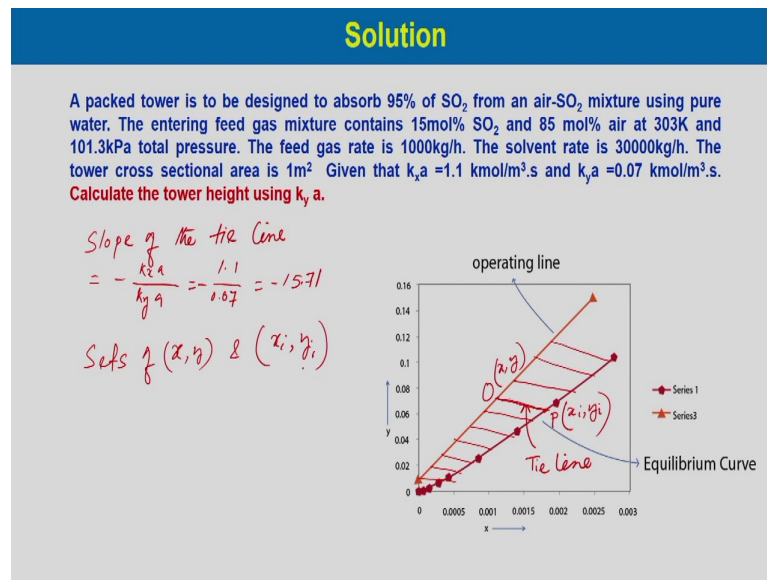 Solution
A packed tower is to be designed to absorb 95% of SO₂ from an air-SO₂ mixture using pure
water. The entering feed gas mixture contains 15mol% SO₂ and 85 mol% air at 303K and
101.3kPa total pressure. The feed gas rate is 1000kg/h. The solvent rate is 30000kg/h. The
tower cross sectional area is 1m² Given that kₓa =1.1 kmol/m³.s and kᵧa =0.07 kmol/m³.s.
Calculate the tower height using kᵧ a.
Slope of the tie line
= - kₓa / kᵧa = - 1.1 / 0.07 = -15.71
Sets of (x,y) & (xᵢ, yᵢ)
operating line
0.16
0.14
0.12
0.1
0.08
0.06
0.04
0.02
0
y
0
0.0005
0.001
0.0015
0.002
0.0025
0.003
x
O
(x,y)
P(xᵢ,yᵢ)
Tie line
Series 1
Series3
Equilibrium Curve